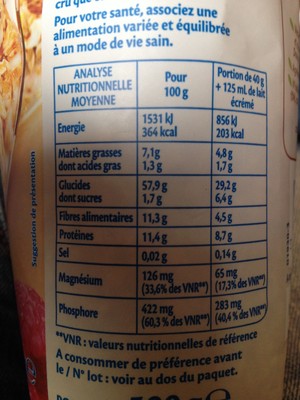 Pour votre santé, associez une
alimentation variée et équilibrée
à un mode de vie sain.
ANALYSE NUTRITIONNELLE MOYENNE Pour 100 g Portion de 40 g + 125 mL de lait écrémé
Energie 1531 kJ 364 kcal 856 kJ 203 kcal
Matières grasses 7,1g 4,8 g
dont acides gras 1,3 g 1,7 g
Glucides 57,9 g 29,2 g
dont sucres 1,7 g 6,4 g
Fibres alimentaires 11,3 g 4,5 g
Protéines 11,4 g 8,7 g
Sel 0,02 g 0,14 g
Magnésium 126 mg (33,6% des VNR**) 65 mg (17,3% des VNR**)
Phosphore 422 mg (60,3 % des VNR**) 283 mg (40,4 % des VNR**)
**VNR : valeurs nutritionnelles de référence
A consommer de préférence avant
le / N° lot : voir au dos du paquet.
Suggestion de présentation